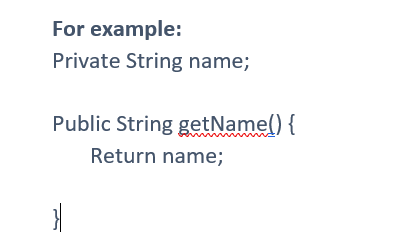 For example:
Private String name;
Public String getName() {
Return name;
}